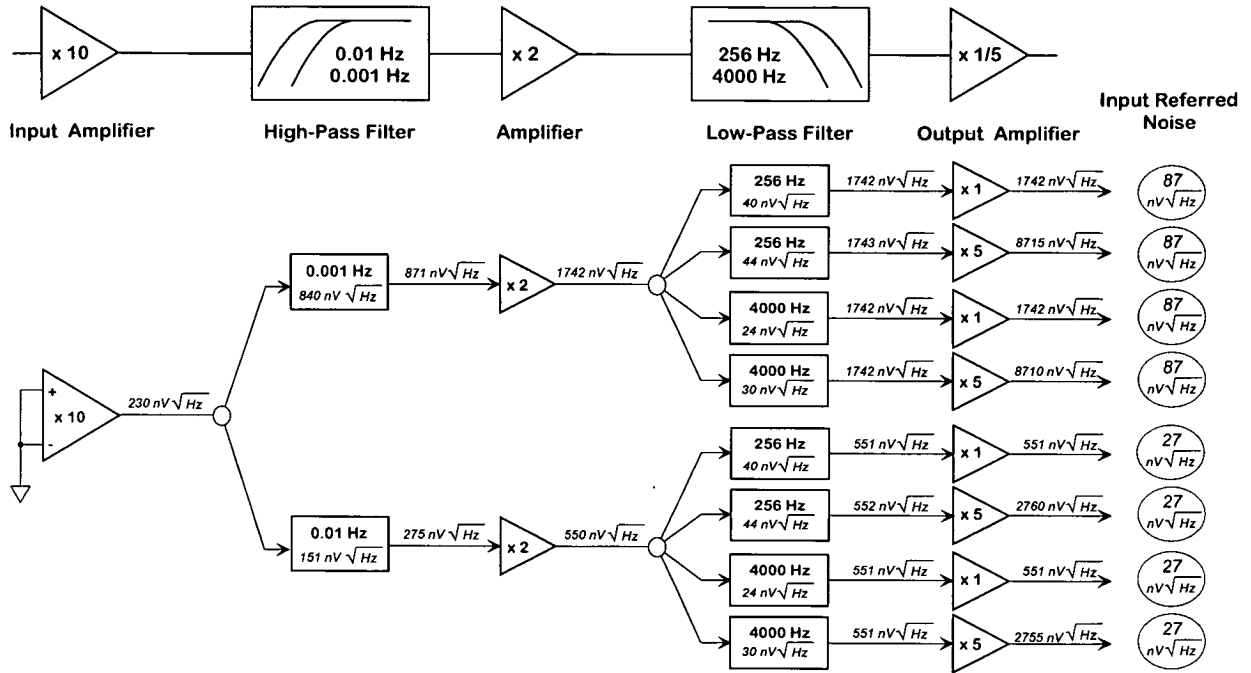 x 10
0.01 Hz
0.001 Hz
x 2
256 Hz
4000 Hz
x 1/5
Input Amplifier
High-Pass Filter
Amplifier
Low-Pass Filter
Output Amplifier
Input Referred
Noise
256 Hz
40 nV√Hz
1742 nV√Hz
x 1
1742 nV√Hz
87
nV√Hz
256 Hz
44 nV√Hz
1743 nV√Hz
x 5
8715 nV√Hz
87
nV√Hz
0.001 Hz
840 nV √Hz
871 nV√Hz
x 2
1742 nV√Hz
4000 Hz
24 nV√Hz
1742 nV√Hz
x 1
1742 nV√Hz
87
nV√Hz
4000 Hz
30 nV√Hz
1742 nV√Hz
x 5
8710 nV√Hz
87
nV√Hz
+
-
x 10
230 nV√Hz
256 Hz
40 nV√Hz
551 nV√Hz
x 1
551 nV√Hz
27
nV√Hz
256 Hz
44 nV√Hz
552 nV√Hz
x 5
2760 nV√Hz
27
nV√Hz
0.01 Hz
151 nV √Hz
275 nV√Hz
x 2
550 nV√Hz
4000 Hz
24 nV√Hz
551 nV√Hz
x 1
551 nV√Hz
27
nV√Hz
4000 Hz
30 nV√Hz
551 nV√Hz
x 5
2755 nV√Hz
27
nV√Hz